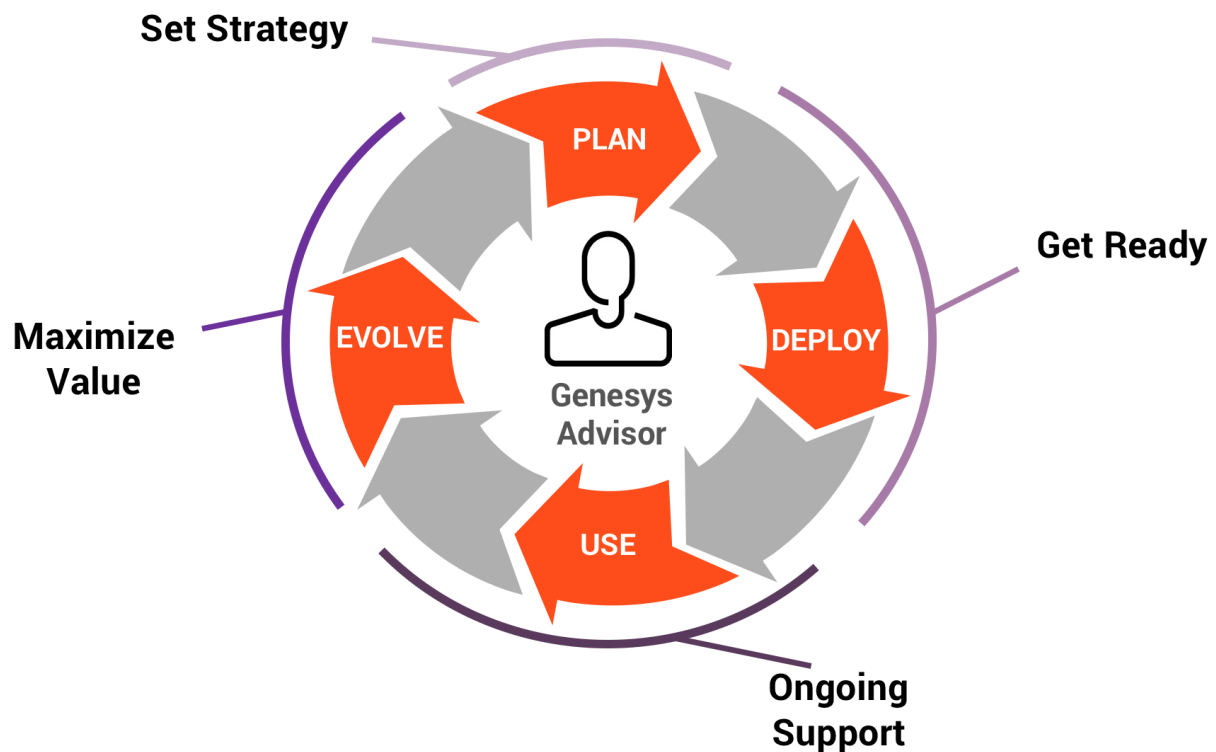 Set Strategy
PLAN
Get Ready
DEPLOY
EVOLVE
Maximize
Value
Genesys
Advisor
USE
Ongoing
Support